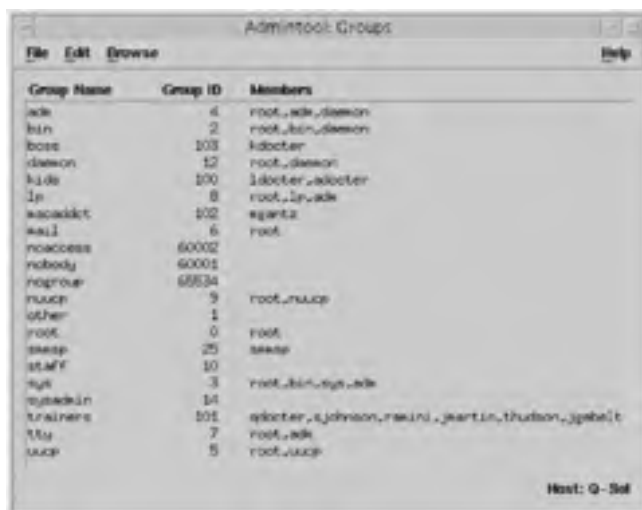 Admintool: Groups
File Edit Browse Help
Group Name Group ID Members
adm 4 root,adm,daemon
bin 2 root,bin,daemon
boss 103 kdocter
daemon 12 root,daemon
kids 100 ldocter,adocter
lp 8 root,lp,adm
macaddct 102 mgantz
mail 6 root
noaccess 60002
nobody 60001
nogroup 65534
nuucp 9 root,nuucp
other 1
root 0 root
smmsp 25 smmsp
staff 10
sys 3 root,bin,sys,adm
sysadmin 14
trainers 101 sjohnson, jmartin,thudson
tty 7 root,adm
uucp 5 root,uucp
Host: Q-Sol